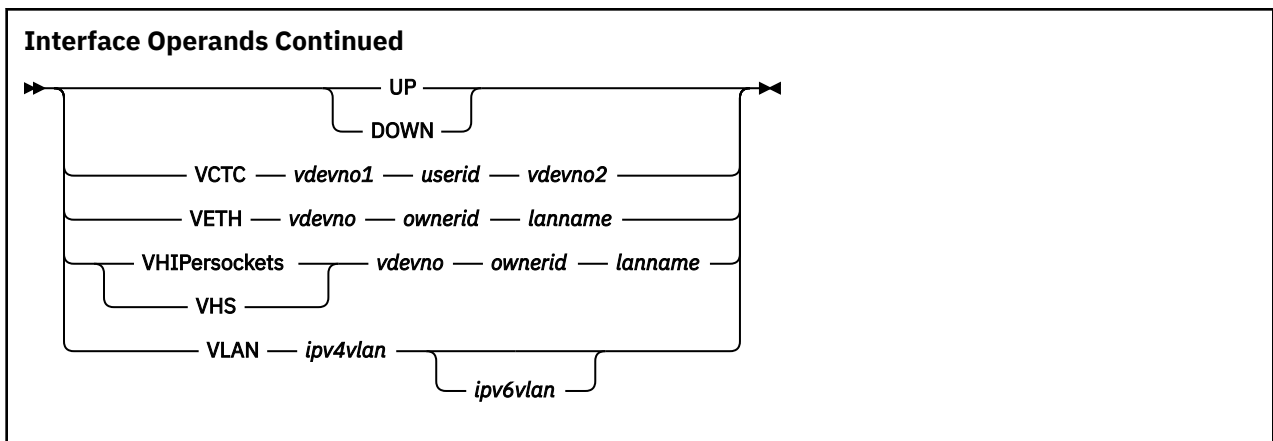 Interface Operands Continued
UP
DOWN
VCTC vdevno1 userid vdevno2
VETH vdevno ownerid lanname
VHIPersockets vdevno ownerid lanname
VHS
VLAN ipv4vlan
ipv6vlan